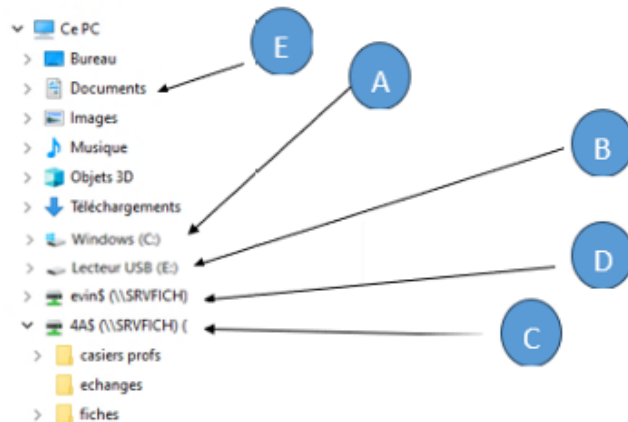 Ce PC
Bureau
E
Documents
A
Images
Musique
B
Objets 3D
Téléchargements
Windows (C:)
D
Lecteur USB (E:)
evin$ (\\SRVFICH)
4A$ (\\SRVFICH) (
C
casiers profs
echanges
fiches